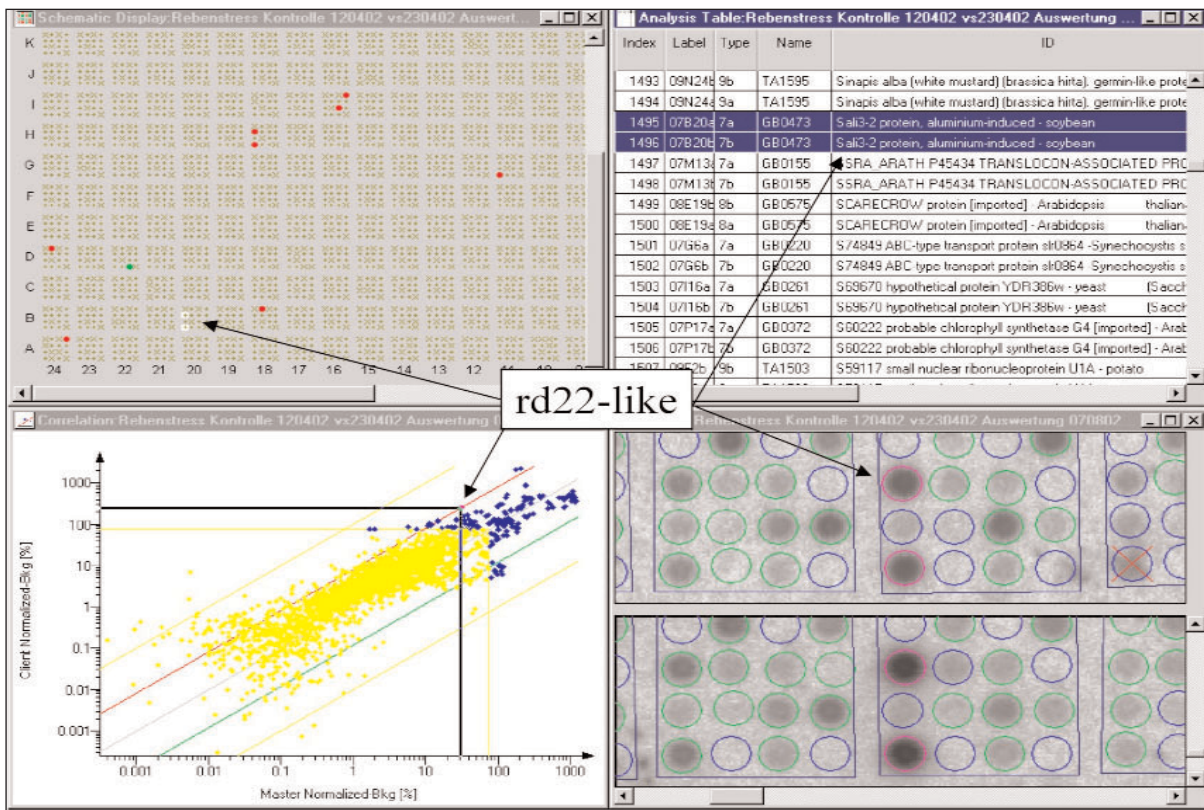 Schematic Display:Rebenstress Kontrolle 120402 vs230402 Auswert...
K
J
I
H
G
F
E
D
C
B
A
24 23 22 21 20 19 18 17 16 15 14 13 12 11 10
Analysis Table:Rebenstress Kontrolle 120402 vs230402 Auswertung ...
Index Label Type Name ID
1493 09N24b 9b TA1595 Sinapis alba (white mustard) (brassica hirta). germin-like prote
1494 09N24a 9a TA1595 Sinapis alba (white mustard) (brassica hirta). germin-like prote
1495 07B20a 7a GB0473 Sali3-2 protein, aluminium-induced - soybean
1496 07B20b 7b GB0473 Sali3-2 protein, aluminium-induced - soybean
1497 07M13 7a GB0155 SSRA_ARATH P45434 TRANSLOCON-ASSOCIATED PRO
1498 07M13b 7b GB0155 SSRA_ARATH P45434 TRANSLOCON-ASSOCIATED PRO
1499 08E19b 8b GB0575 SCARECROW protein [imported] - Arabidopsis thalian
1500 08E19a 8a GB0575 SCARECROW protein [imported] - Arabidopsis thalian
1501 07G6a 7a GB0220 S74849 ABC-type transport protein slr0864 -Synechocystis s
1502 07G6b 7b GB0220 S74849 ABC-type transport protein slr0864 -Synechocystis s
1503 07I16a 7a GB0261 S69670 hypothetical protein YDR386w - yeast (Sacch
1504 07I16b 7b GB0261 S69670 hypothetical protein YDR386w - yeast (Sacch
1505 07P17a 7a GB0372 S60222 probable chlorophyll synthetase G4 [imported] - Arab
1506 07P17b 7b GB0372 S60222 probable chlorophyll synthetase G4 [imported] - Arab
1507 9b TA1503 S59117 small nuclear ribonucleoprotein U1A - potato
rd22-like
Correlation Rebenstress Kontrolle 120402 vs230402 Auswertung
1000
100
10
1
0.1
0.01
0.001
Client Normalized-Bkg [%]
0.001 0.01 0.1 1 10 100 1000
Master Normalized-Bkg [%]
Rebenstress Kontrolle 120402 vs230402 Auswertung 070802